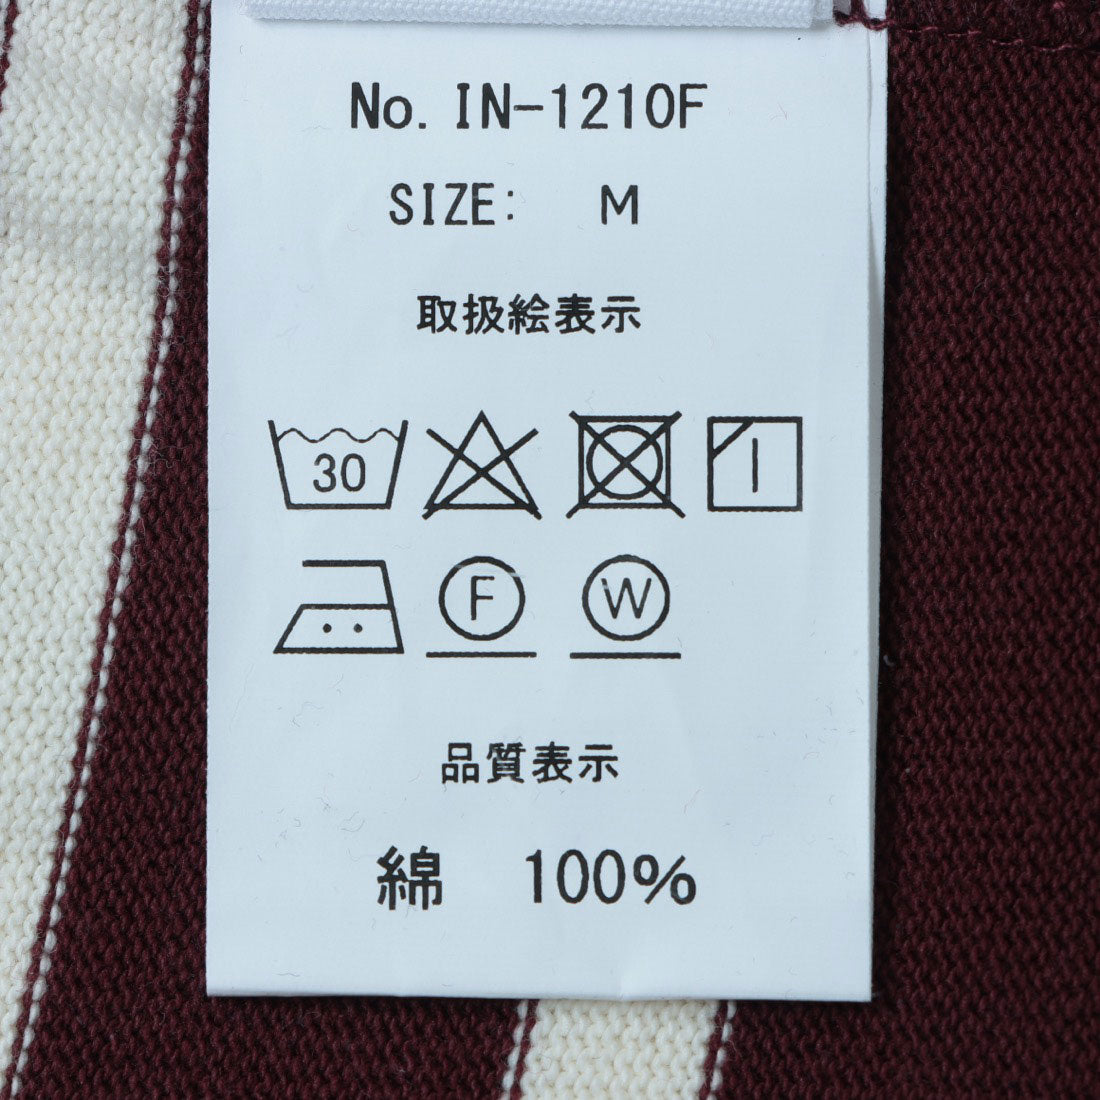 No. IN-1210F
SIZE: M
取扱絵表示
30
F W
品質表示
綿 100%